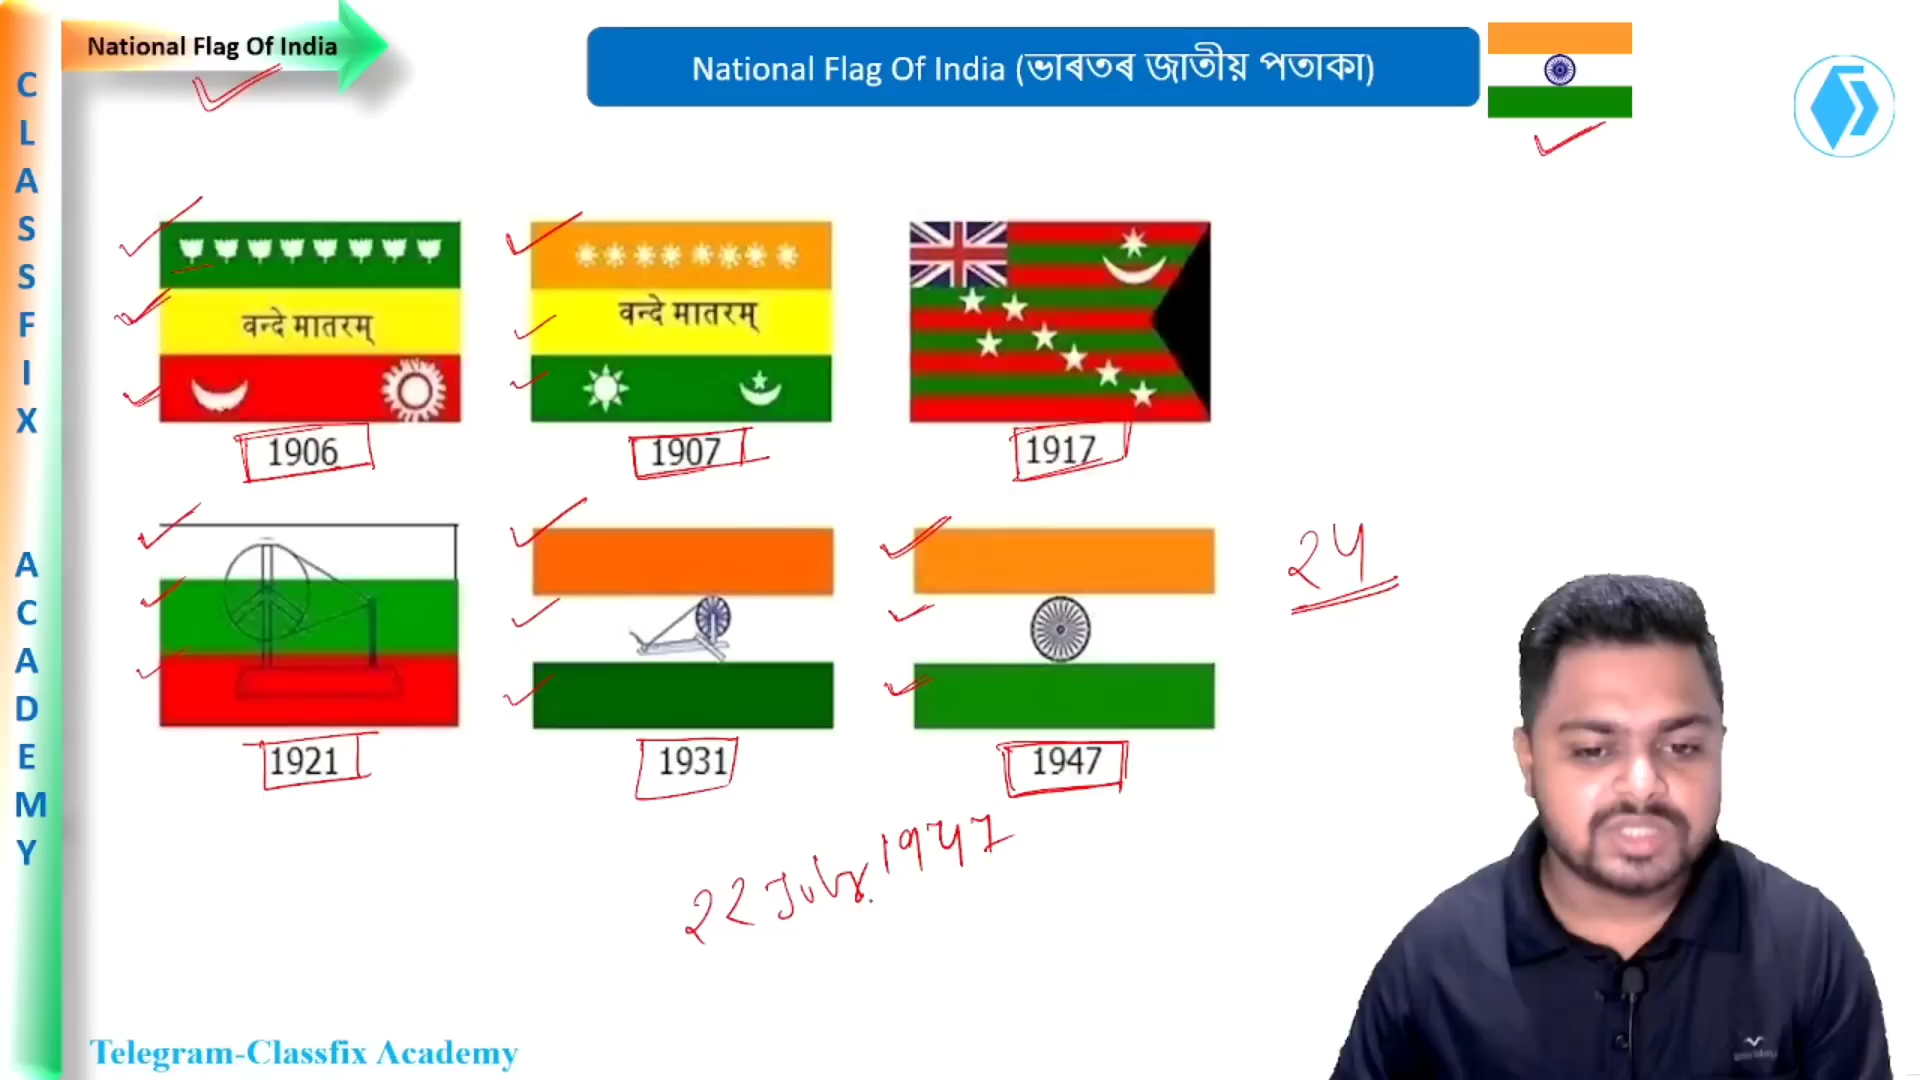 National Flag Of India
National Flag Of India (ভাৰতৰ জাতীয় পতাকা)
CLASSFIX ACADEMY
वन्दे मातरम्
वन्दे मातरम्
1906
1907
1917
24
1921
1931
1947
22 July 1947
Telegram-Classfix Academy